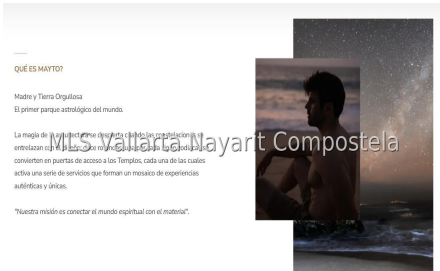 QUÉ ES MAYTO?
Madre y Tierra Orgullosa
El primer parque astrológico del mundo.
La magia de la arquitectura se despierta cuando las constelaciones se
entrelazan con el
convierten en puertas de acceso a los Templos, cada una de las cuales
activa una serie de servicios que forman un mosaico de experiencias
auténticas y únicas.
"Nuestra misión es conectar el mundo espiritual con el material".
MLS Vallarta Nayarit Compostela